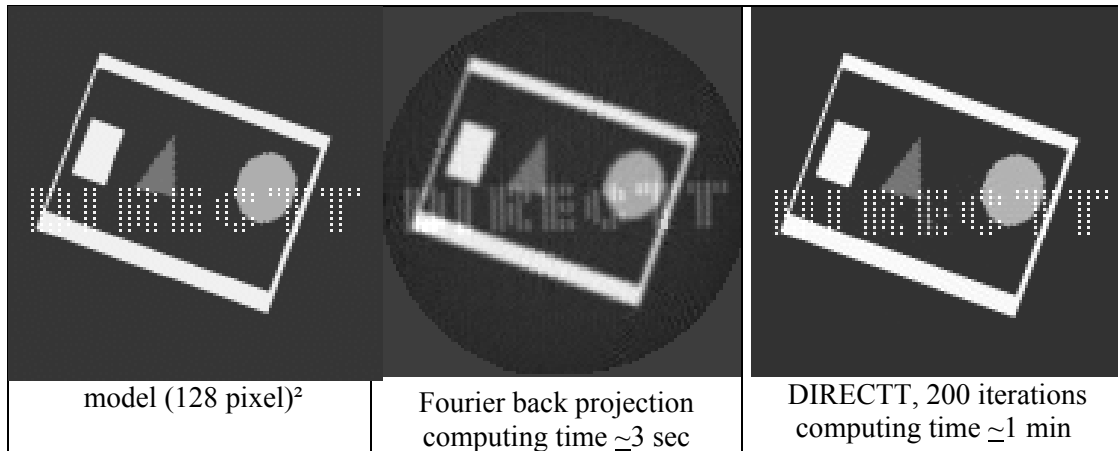 DIRECTT
DIRECTT
DIRECTT
model (128 pixel)²
Fourier back projection
computing time ~3 sec
DIRECTT, 200 iterations
computing time ~1 min